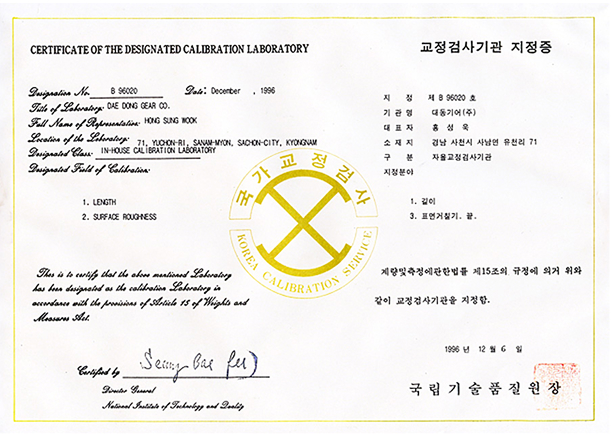 CERTIFICATE OF THE DESIGNATED CALIBRATION LABORATORY
Designation No. B 96020 Date: December , 1996
Title of Laboratory: DAE DONG GEAR CO.
Full Name of Representation: HONG SUNG WOOK
Location of the Laboratory: 71, YUCHON-RI, SANAM-MYON, SACHON-CITY, KYONGNAM
Designated Class: IN-HOUSE CALIBRATION LABORATORY
Designated Field of Calibration:
1. LENGTH
2. SURFACE ROUGHNESS
This is to certify that the above mentioned Laboratory
has been designated as the calibration Laboratory in
accordance with the provisions of Article 15 of Weights and
Measures Act.
Certified by
Director General
National Institute of Technology and Quality
국가교정검사
KOREA CALIBRATION SERVICE
교정검사기관 지정증
지 정 제 B 96020 호
기 관 명 대동기어(주)
대 표 자 홍 성 욱
소 재 지 경남 사천시 사남면 유천리 71
구 분 자율교정검사기관
지정분야
1. 길이
3. 표면거칠기. 끝.
계량및측정에관한법률 제15조의 규정에 의거 위와
같이 교정검사기관을 지정함.
1996 년 12 월 6 일
국립기술품질원장